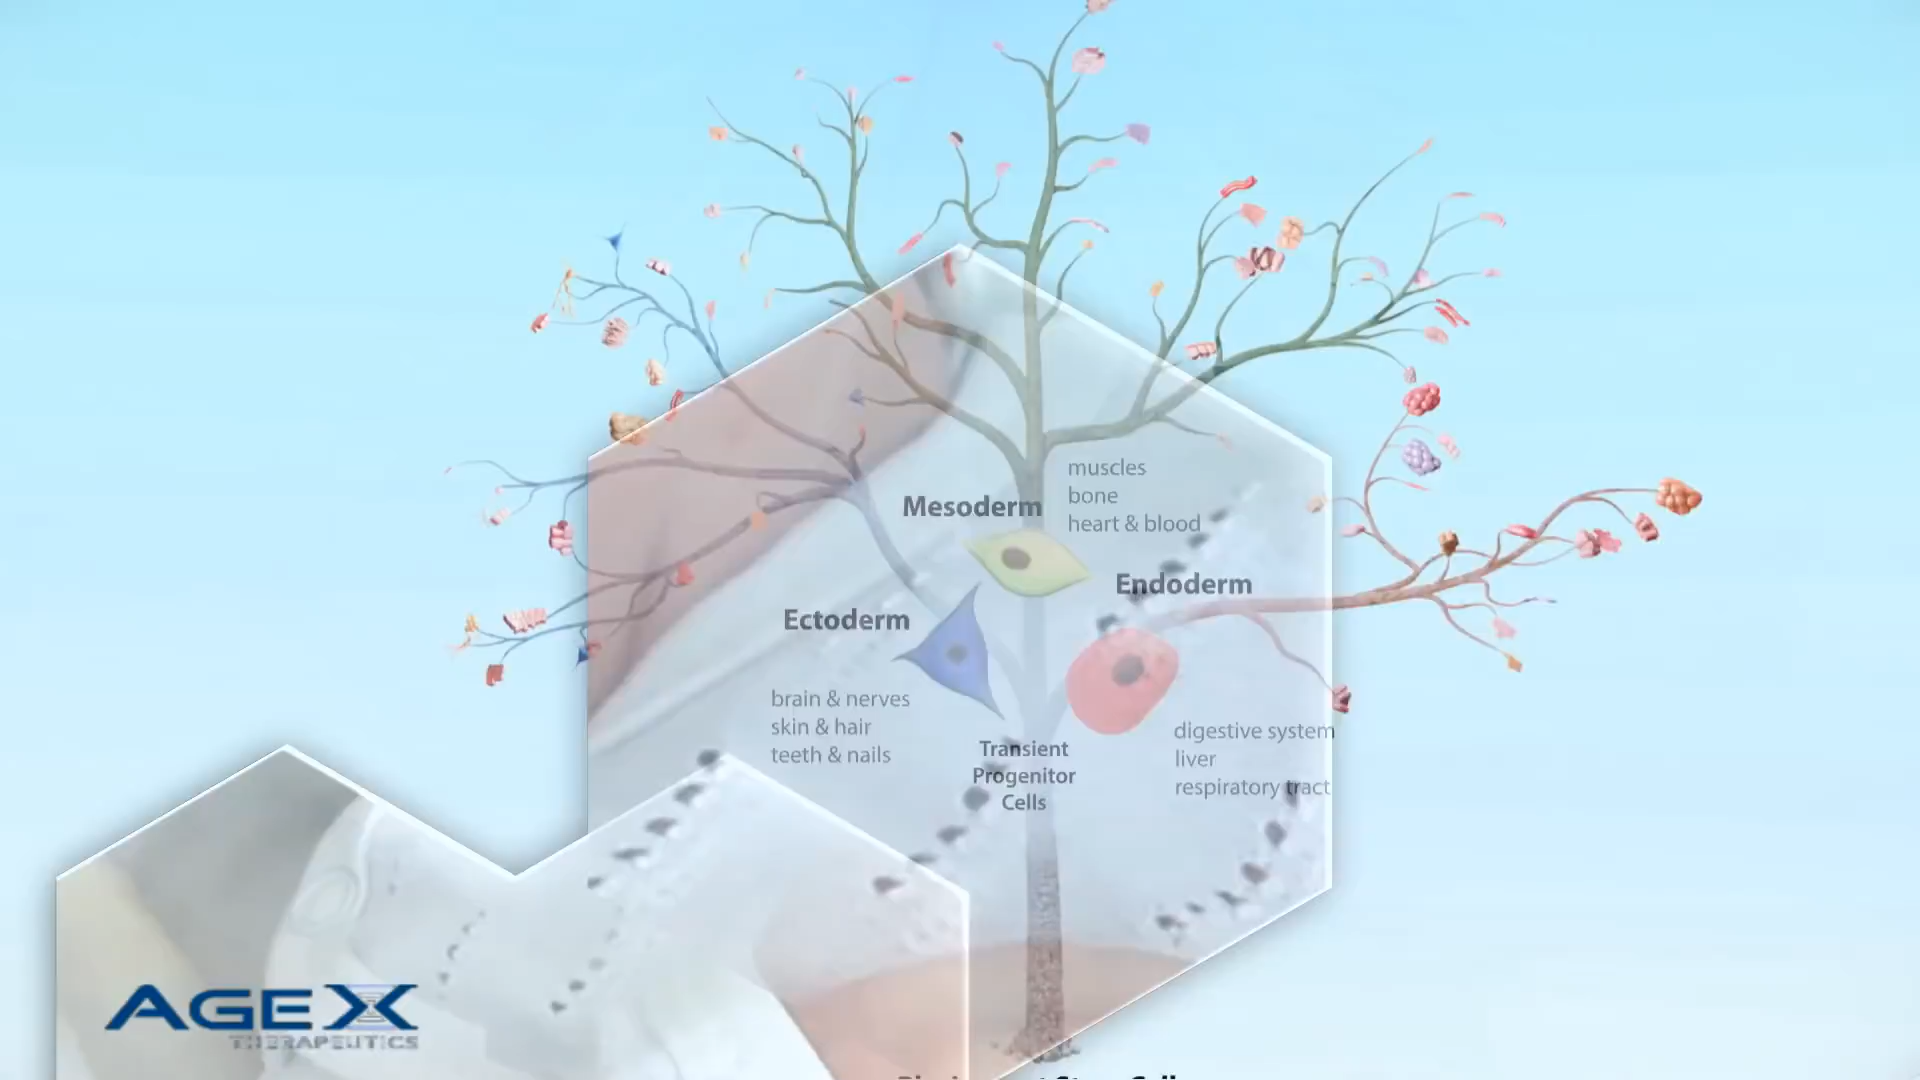 Mesoderm
muscles
bone
heart & blood
Endoderm
digestive system
liver
respiratory tract
Ectoderm
brain & nerves
skin & hair
teeth & nails
Transient
Progenitor
Cells
AGEX
THERAPEUTICS